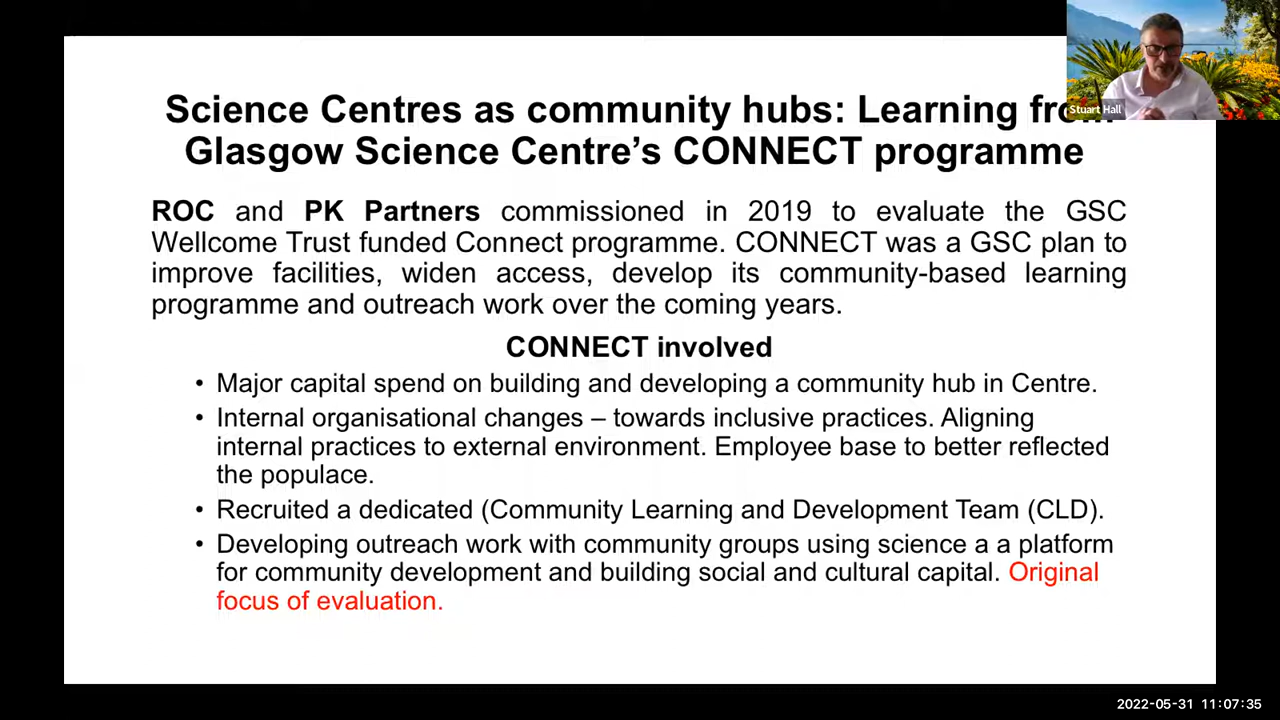 Science Centres as community hubs: Learning from
Glasgow Science Centre’s CONNECT programme
Stuart Hall
ROC and PK Partners commissioned in 2019 to evaluate the GSC
Wellcome Trust funded Connect programme. CONNECT was a GSC plan to
improve facilities, widen access, develop its community-based learning
programme and outreach work over the coming years.
CONNECT involved
• Major capital spend on building and developing a community hub in Centre.
• Internal organisational changes – towards inclusive practices. Aligning
internal practices to external environment. Employee base to better reflected
the populace.
• Recruited a dedicated (Community Learning and Development Team (CLD).
• Developing outreach work with community groups using science a a platform
for community development and building social and cultural capital. Original
focus of evaluation.
2022-05-31 11:07:35